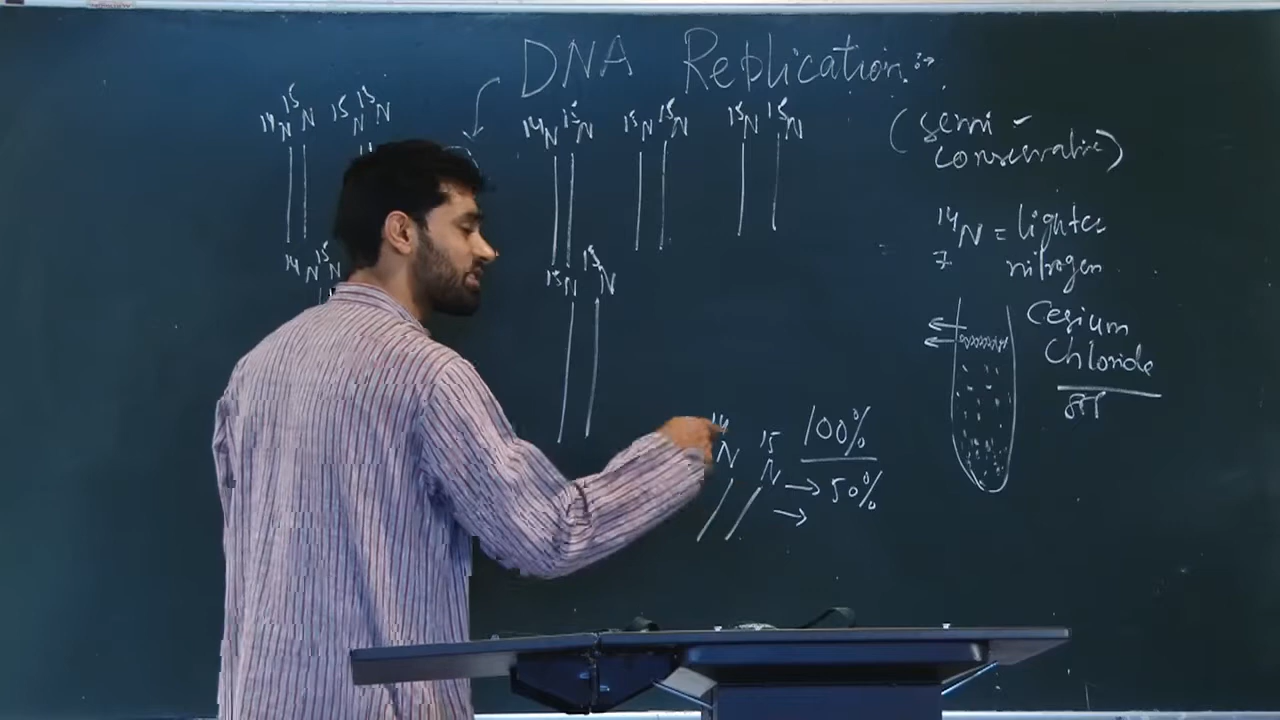 DNA Replication :→
14N 15N 15N 15N
14N 15N 15N 15N 15N 15N
(Semi -
conservative)
14N 15N
15N 15N
14N = lighter
7 nitrogen
Cesium
Chloride
14N 15N 100%
→ 50%
→